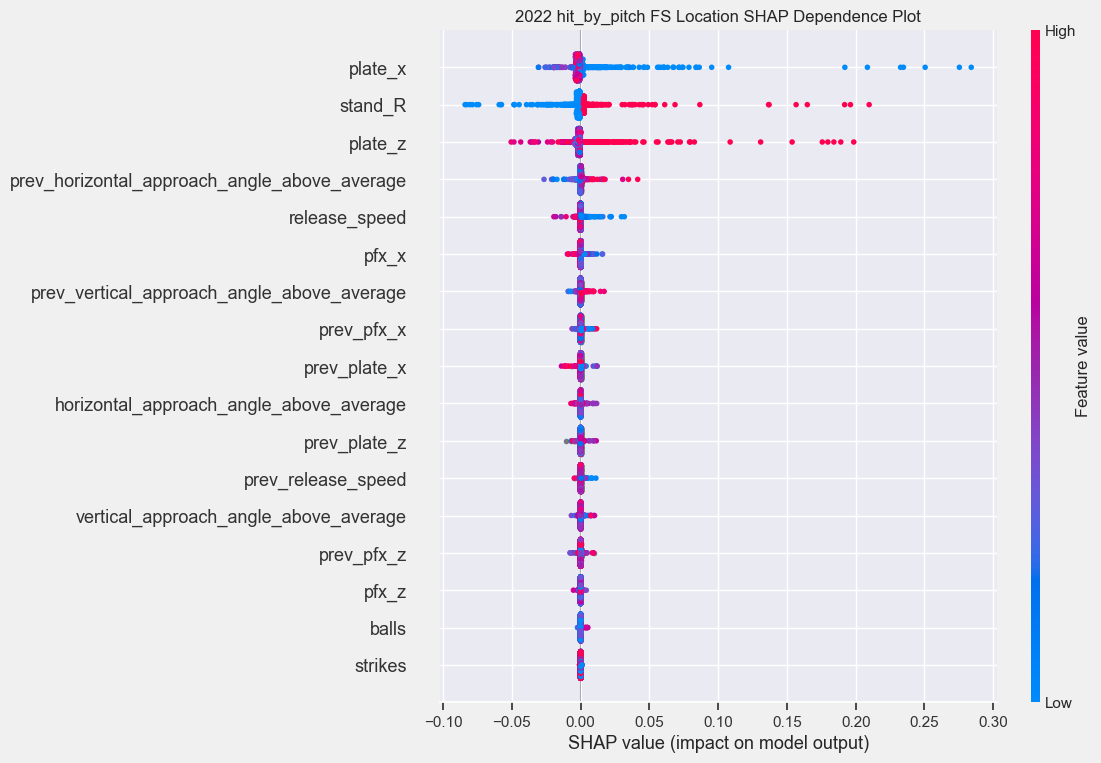 2022 hit_by_pitch FS Location SHAP Dependence Plot
High
plate_x
stand_R
plate_z
prev_horizontal_approach_angle_above_average
release_speed
pfx_x
prev_vertical_approach_angle_above_average
prev_pfx_x
prev_plate_x
horizontal_approach_angle_above_average
prev_plate_z
prev_release_speed
vertical_approach_angle_above_average
prev_pfx_z
pfx_z
balls
strikes
Feature value
Low
−0.10 −0.05 0.00 0.05 0.10 0.15 0.20 0.25 0.30
SHAP value (impact on model output)